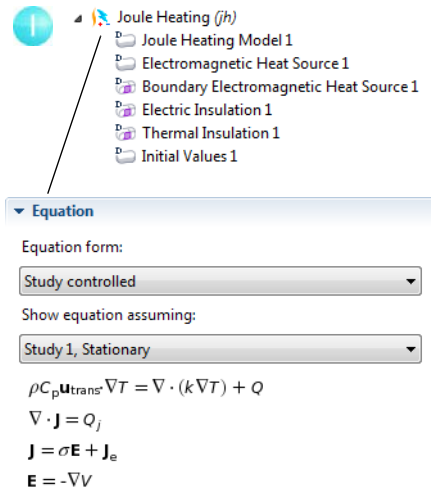 Joule Heating (jh)
D Joule Heating Model 1
D Electromagnetic Heat Source 1
D Boundary Electromagnetic Heat Source 1
D Electric Insulation 1
D Thermal Insulation 1
D Initial Values 1
Equation
Equation form:
Study controlled
Show equation assuming:
Study 1, Stationary
ρCₚu_trans·∇T = ∇ · (k∇T) + Q
∇ · J = Qⱼ
J = σE + Jₑ
E = -∇V